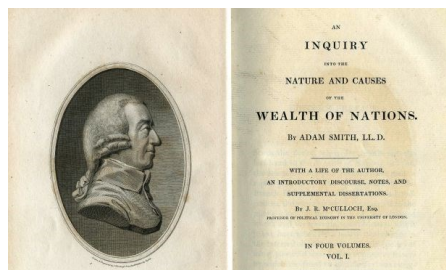 AN
INQUIRY
INTO THE
NATURE AND CAUSES
OF THE
WEALTH OF NATIONS.
BY ADAM SMITH, LL. D.
WITH A LIFE OF THE AUTHOR,
AN INTRODUCTORY DISCOURSE, NOTES, AND
SUPPLEMENTAL DISSERTATIONS.
BY J. R. M'CULLOCH, ESQ.
PROFESSOR OF POLITICAL ECONOMY IN THE UNIVERSITY OF LONDON.
IN FOUR VOLUMES.
VOL. I.